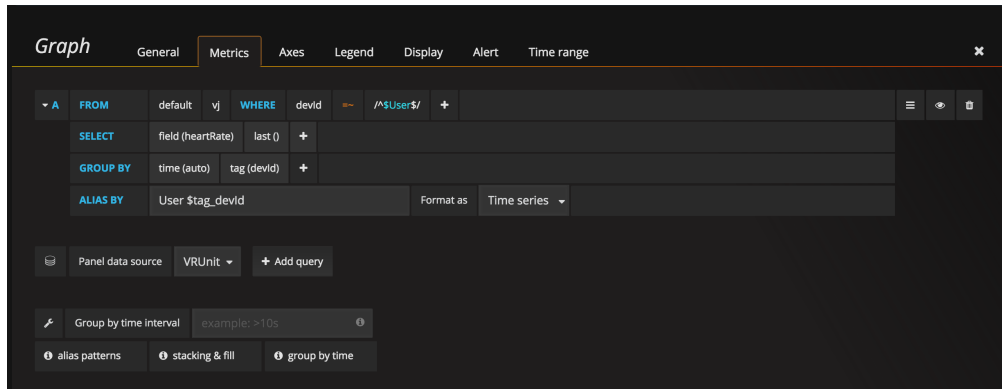 Graph General Metrics Axes Legend Display Alert Time range ×
A FROM default vj WHERE devId =~ /^$User$/ +
SELECT field (heartRate) last () +
GROUP BY time (auto) tag (devId) +
ALIAS BY User $tag_devId Format as Time series
Panel data source VRUnit + Add query
Group by time interval example: >10s
alias patterns stacking & fill group by time